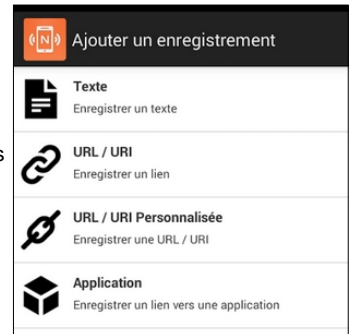 Ajouter un enregistrement
Texte
Enregistrer un texte
s
URL / URI
Enregistrer un lien
URL / URI Personnalisée
Enregistrer une URL / URI
Application
Enregistrer un lien vers une application